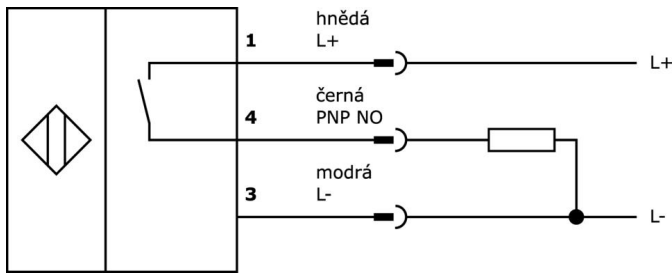 hnědá
1 L+
L+
černá
4 PNP NO
modrá
3 L-
L-